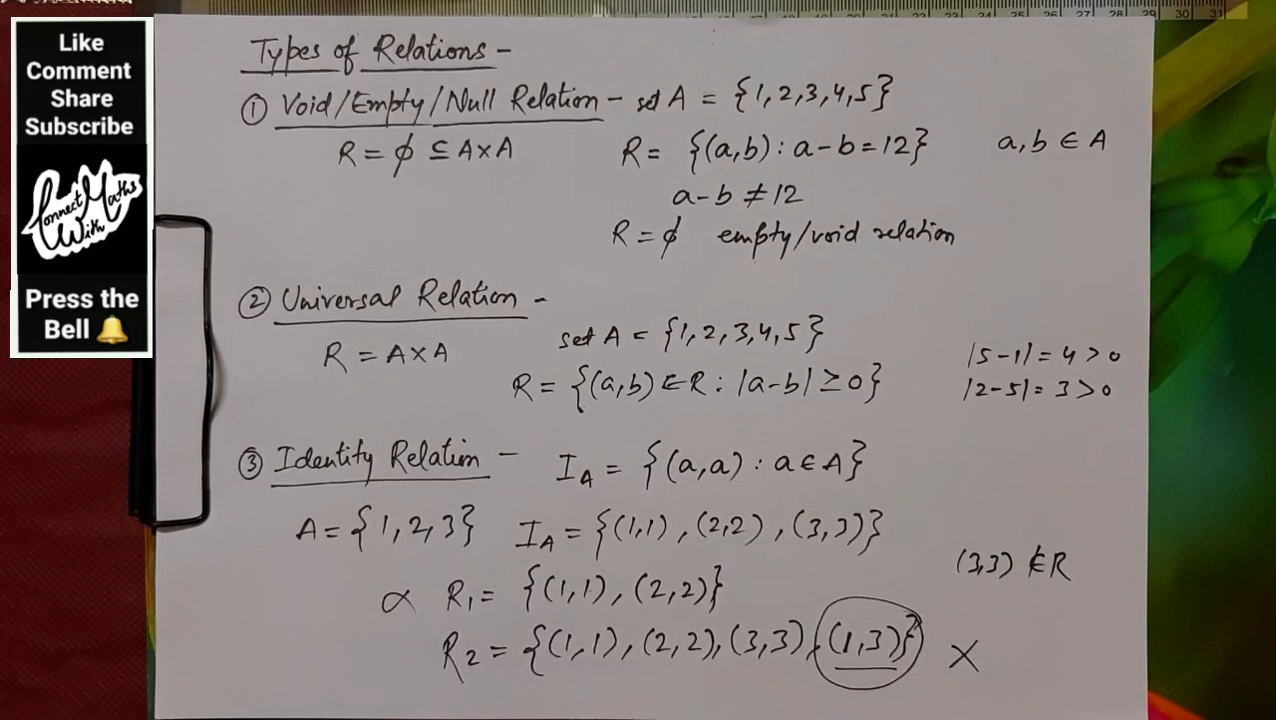 Like
Comment
Share
Subscribe
Connect
With Maths
Press the
Bell 🔔
28 29 30 31
Types of Relations -
① Void/Empty/Null Relation - set A = {1,2,3,4,5}
R = ϕ ⊆ A×A R = {(a,b) : a-b=12} a,b ∈ A
a-b ≠ 12
R = ϕ empty/void relation
② Universal Relation -
set A = {1,2,3,4,5}
R = A×A |5-1| = 4 > 0
R = {(a,b) ∈ R : |a-b| ≥ 0} |2-5| = 3 > 0
③ Identity Relation - I_A = {(a,a) : a ∈ A}
A = {1,2,3} I_A = {(1,1), (2,2), (3,3)}
(3,3) ∉ R
R₁ = {(1,1), (2,2)}
R₂ = {(1,1), (2,2), (3,3), (1,3)} ×